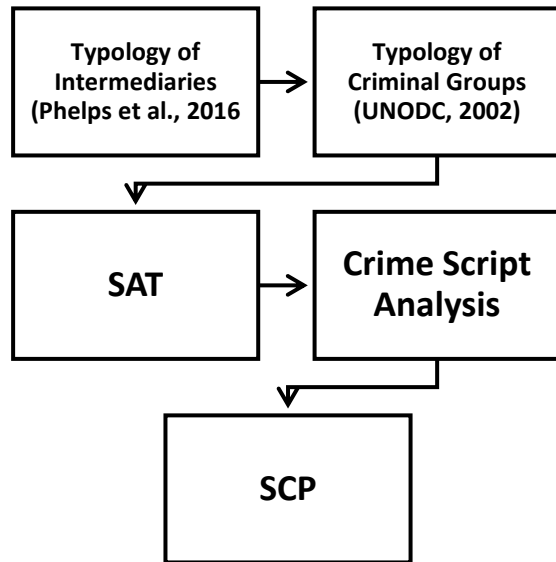 Typology of
Intermediaries
(Phelps et al., 2016
Typology of
Criminal Groups
(UNODC, 2002)
SAT
Crime Script
Analysis
SCP